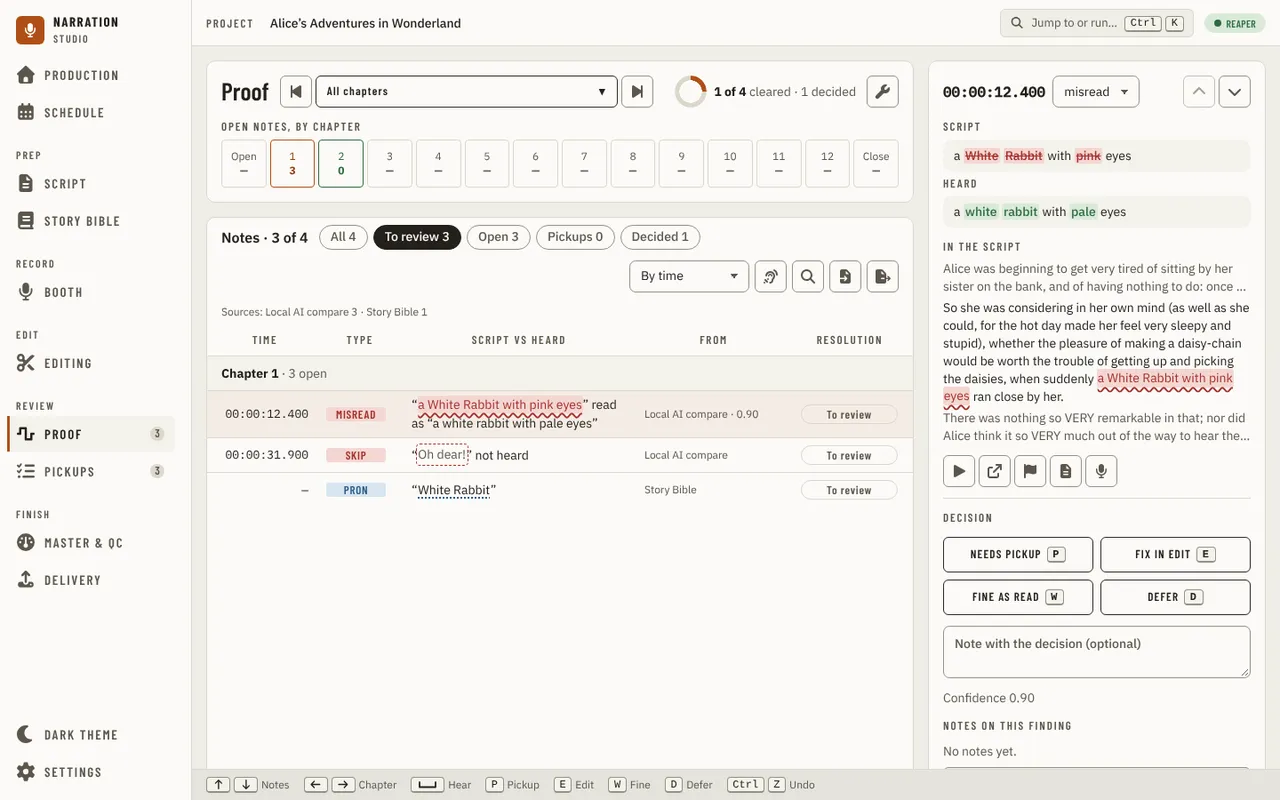 NARRATION
STUDIO
PRODUCTION
SCHEDULE
PREP
SCRIPT
STORY BIBLE
RECORD
BOOTH
EDIT
EDITING
REVIEW
PROOF 3
PICKUPS 3
FINISH
MASTER & QC
DELIVERY
DARK THEME
SETTINGS
PROJECT Alice’s Adventures in Wonderland
Jump to or run… Ctrl K
REAPER
Proof All chapters 1 of 4 cleared · 1 decided
OPEN NOTES, BY CHAPTER
Open 1 2 3 4 5 6 7 8 9 10 11 12 Close
– 3 0 – – – – – – – – – – –
Notes · 3 of 4 All 4 To review 3 Open 3 Pickups 0 Decided 1
By time
Sources: Local AI compare 3 · Story Bible 1
TIME TYPE SCRIPT VS HEARD FROM RESOLUTION
Chapter 1 · 3 open
00:00:12.400 MISREAD “a White Rabbit with pink eyes” read
as “a white rabbit with pale eyes” Local AI compare · 0.90 To review
00:00:31.900 SKIP “Oh dear!” not heard Local AI compare To review
– PRON “White Rabbit” Story Bible To review
00:00:12.400 misread
SCRIPT
a White Rabbit with pink eyes
HEARD
a white rabbit with pale eyes
IN THE SCRIPT
Alice was beginning to get very tired of sitting by her
sister on the bank, and of having nothing to do: once …
So she was considering in her own mind (as well as she
could, for the hot day made her feel very sleepy and
stupid), whether the pleasure of making a daisy-chain
would be worth the trouble of getting up and picking
the daisies, when suddenly a White Rabbit with pink
eyes ran close by her.
There was nothing so VERY remarkable in that; nor did
Alice think it so VERY much out of the way to hear the…
DECISION
NEEDS PICKUP P FIX IN EDIT E
FINE AS READ W DEFER D
Note with the decision (optional)
Confidence 0.90
NOTES ON THIS FINDING
No notes yet.
↑ ↓ Notes ← → Chapter Hear P Pickup E Edit W Fine D Defer Ctrl Z Undo